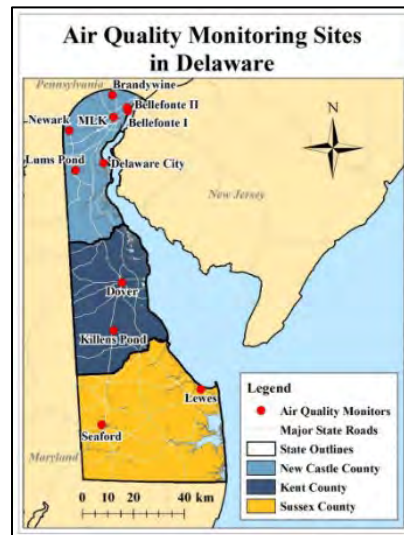 Air Quality Monitoring Sites
in Delaware
Pennsylvania
Brandywine
Bellefonte II
Newark
MLK
Bellefonte I
Lums Pond
Delaware City
N
New Jersey
Dover
Killens Pond
Lewes
Seaford
Maryland
Legend
Air Quality Monitors
Major State Roads
State Outlines
New Castle County
Kent County
Sussex County
0 10 20 40 km